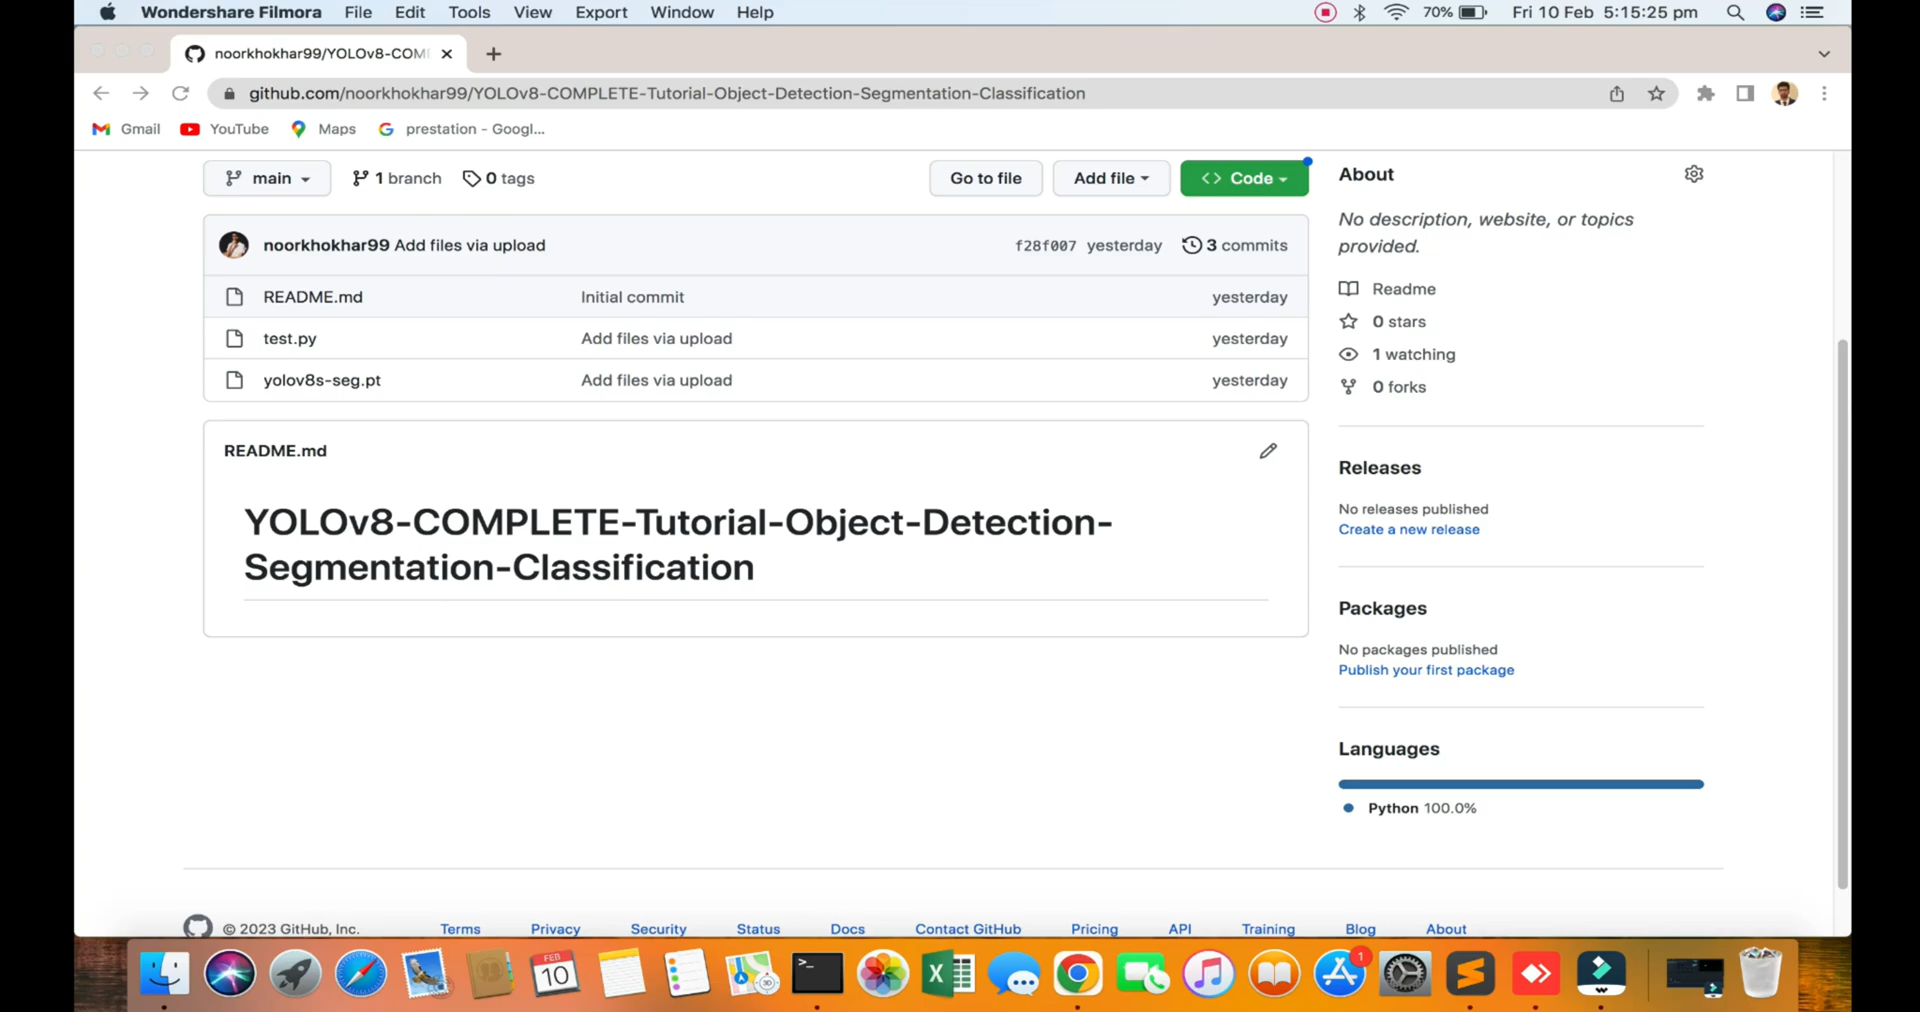 Wondershare Filmora File Edit Tools View Export Window Help 70% Fri 10 Feb 5:15:25 pm
noorkhokhar99/YOLOv8-COM
github.com/noorkhokhar99/YOLOv8-COMPLETE-Tutorial-Object-Detection-Segmentation-Classification
Gmail YouTube Maps prestation - Googl...
main 1 branch 0 tags Go to file Add file Code
noorkhokhar99 Add files via upload f28f007 yesterday 3 commits
README.md Initial commit yesterday
test.py Add files via upload yesterday
yolov8s-seg.pt Add files via upload yesterday
README.md
YOLOv8-COMPLETE-Tutorial-Object-Detection-
Segmentation-Classification
About
No description, website, or topics
provided.
Readme
0 stars
1 watching
0 forks
Releases
No releases published
Create a new release
Packages
No packages published
Publish your first package
Languages
Python 100.0%
© 2023 GitHub, Inc. Terms Privacy Security Status Docs Contact GitHub Pricing API Training Blog About
FEB
10
3D
1